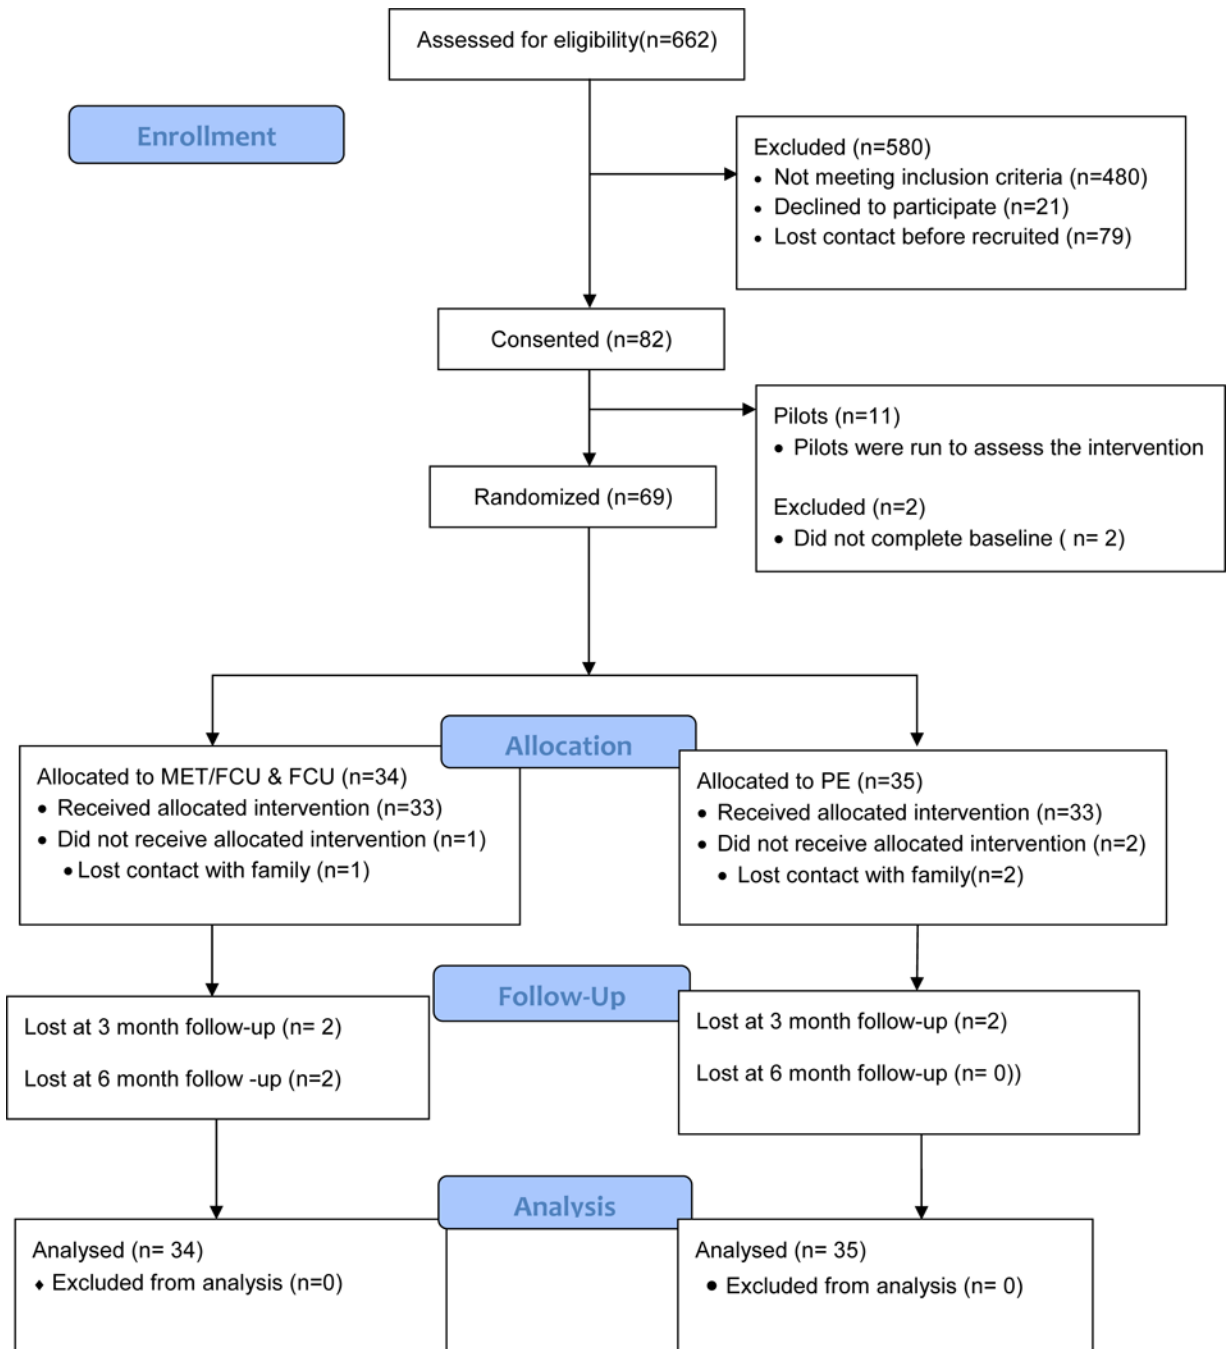 Assessed for eligibility(n=662)
Enrollment
Excluded (n=580)
• Not meeting inclusion criteria (n=480)
• Declined to participate (n=21)
• Lost contact before recruited (n=79)
Consented (n=82)
Pilots (n=11)
• Pilots were run to assess the intervention
Excluded (n=2)
• Did not complete baseline ( n= 2)
Randomized (n=69)
Allocation
Allocated to MET/FCU & FCU (n=34)
• Received allocated intervention (n=33)
• Did not receive allocated intervention (n=1)
• Lost contact with family (n=1)
Allocated to PE (n=35)
• Received allocated intervention (n=33)
• Did not receive allocated intervention (n=2)
• Lost contact with family(n=2)
Follow-Up
Lost at 3 month follow-up (n= 2)
Lost at 6 month follow -up (n=2)
Lost at 3 month follow-up (n=2)
Lost at 6 month follow-up (n= 0))
Analysis
Analysed (n= 34)
♦ Excluded from analysis (n=0)
Analysed (n= 35)
• Excluded from analysis (n= 0)